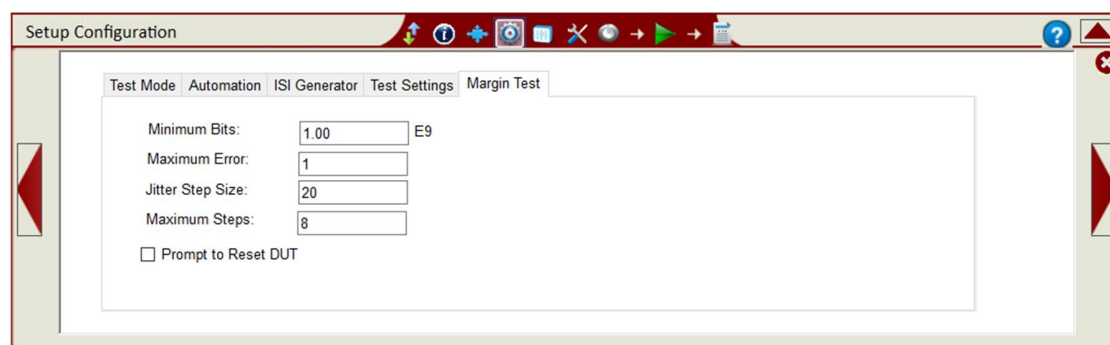 Setup Configuration
Test Mode Automation ISI Generator Test Settings Margin Test
Minimum Bits: 1.00 E9
Maximum Error: 1
Jitter Step Size: 20
Maximum Steps: 8
Prompt to Reset DUT